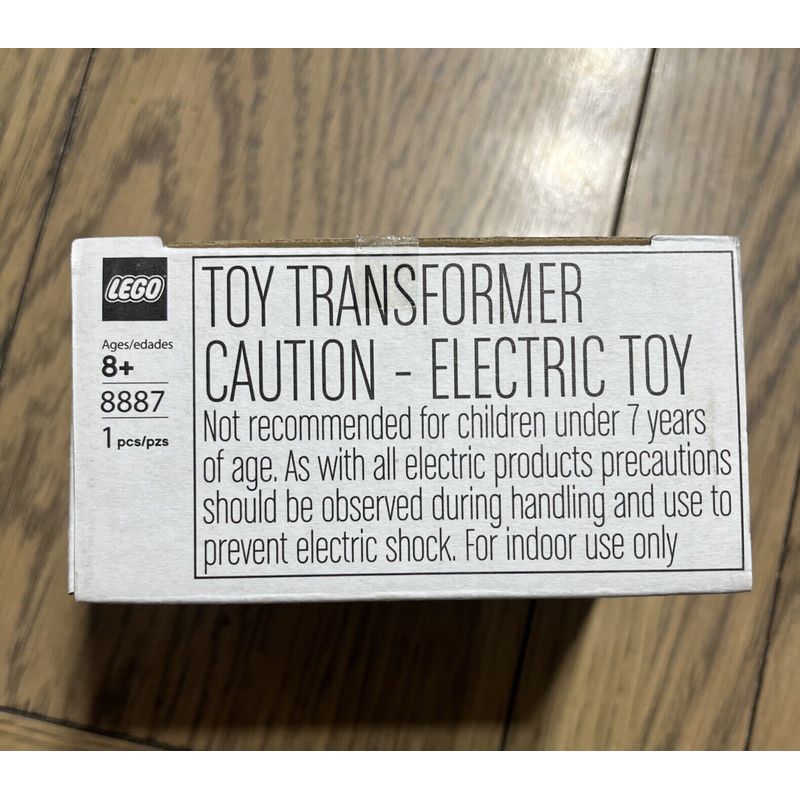 LEGO
Ages/edades
8+
8887
1 pcs/pzs
TOY TRANSFORMER
CAUTION - ELECTRIC TOY
Not recommended for children under 7 years
of age. As with all electric products precautions
should be observed during handling and use to
prevent electric shock. For indoor use only